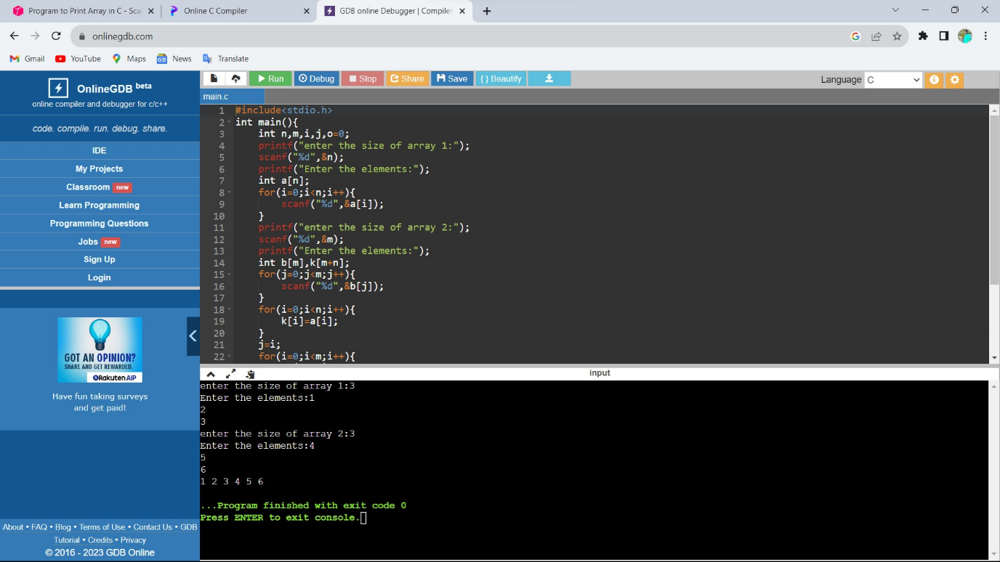 Program to Print Array in C - Scal
Online C Compiler
GDB online Debugger | Compiler
onlinegdb.com
Gmail YouTube Maps News Translate
OnlineGDB beta
online compiler and debugger for c/c++
code. compile. run. debug. share.
IDE
My Projects
Classroom new
Learn Programming
Programming Questions
Jobs new
Sign Up
Login
GOT AN OPINION?
SHARE AND GET REWARDED.
Rakuten AIP
Have fun taking surveys
and get paid!
About • FAQ • Blog • Terms of Use • Contact Us • GDB
Tutorial • Credits • Privacy
© 2016 - 2023 GDB Online
Run Debug Stop Share Save { } Beautify
Language C
main.c
1 #include<stdio.h>
2 int main(){
3 int n,m,i,j,o=0;
4 printf("enter the size of array 1:");
5 scanf("%d",&n);
6 printf("Enter the elements:");
7 int a[n];
8 for(i=0;i<n;i++){
9 scanf("%d",&a[i]);
10 }
11 printf("enter the size of array 2:");
12 scanf("%d",&m);
13 printf("Enter the elements:");
14 int b[m],k[m+n];
15 for(j=0;j<m;j++){
16 scanf("%d",&b[j]);
17 }
18 for(i=0;i<n;i++){
19 k[i]=a[i];
20 }
21 j=i;
22 for(i=0;i<m;i++){
input
enter the size of array 1:3
Enter the elements:1
2
3
enter the size of array 2:3
Enter the elements:4
5
6
1 2 3 4 5 6
...Program finished with exit code 0
Press ENTER to exit console.